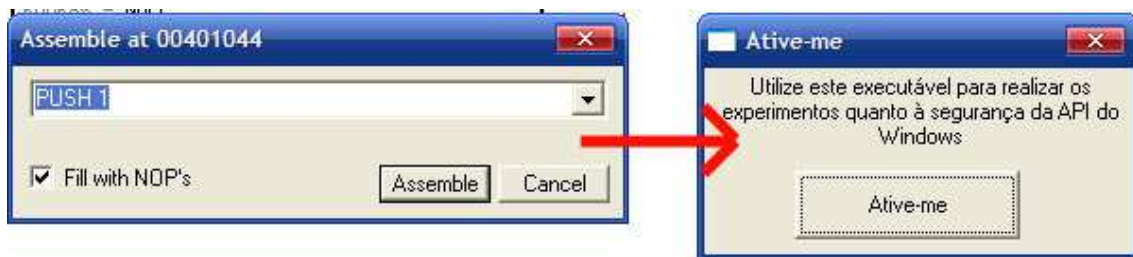 Assemble at 00401044
PUSH 1
Fill with NOP's
Assemble
Cancel
Ative-me
Utilize este executável para realizar os
experimentos quanto à segurança da API do
Windows
Ative-me